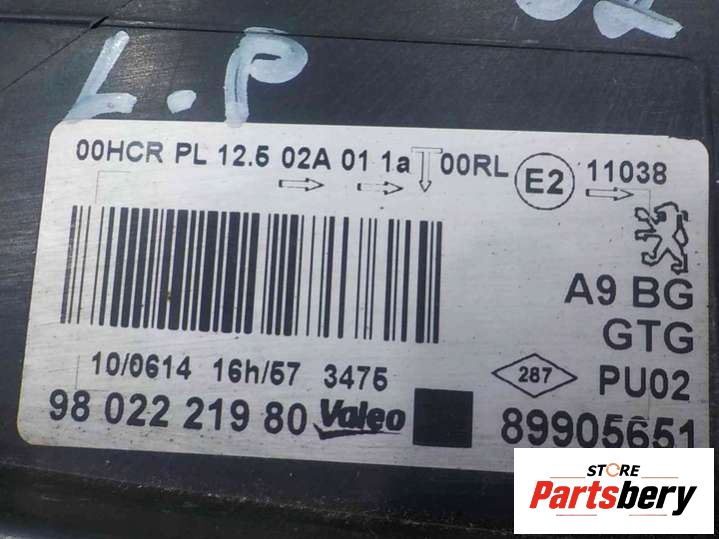 L.P
00HCR PL 12.5 02A 01 1a 00RL E2 11038
A9 BG
GTG
10/0614 16h/57 3475
287 PU02
98 022 219 80 Valeo 89905651
STORE
Partsbery